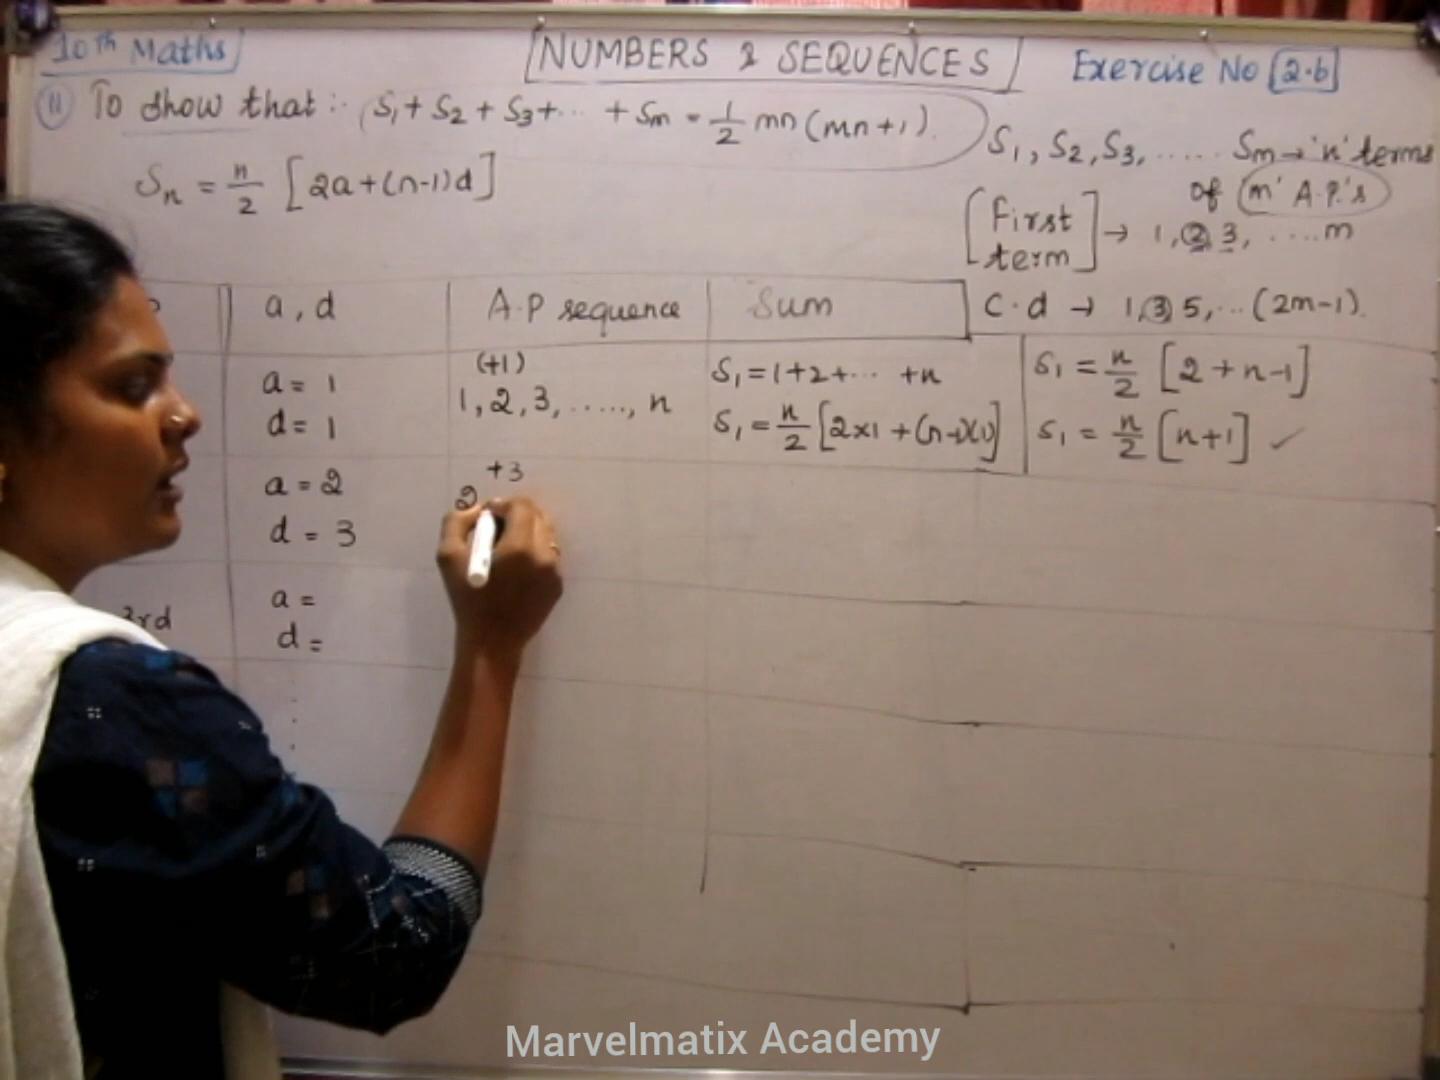 10th Maths
NUMBERS & SEQUENCES
Exercise No 2.b
11 To show that :- S₁ + S₂ + S₃ + ... + Sm = 1/2 mn (mn+1).
S₁, S₂, S₃, ...... Sm → 'n' terms
of 'm' A.P.'s
Sn = n/2 [2a+(n-1)d]
[First term] → 1, 2, 3, .....m
C.d → 1, 3, 5, ... (2m-1).
a, d
A.P sequence
Sum
a = 1
d = 1
(+1)
1, 2, 3, ....., n
S₁ = 1+2+... +n
S₁ = n/2 [2x1 + (n-1)(1)]
S₁ = n/2 [2+n-1]
S₁ = n/2 [n+1] ✓
a = 2
d = 3
+3
2
3rd
a =
d =
Marvelmatix Academy